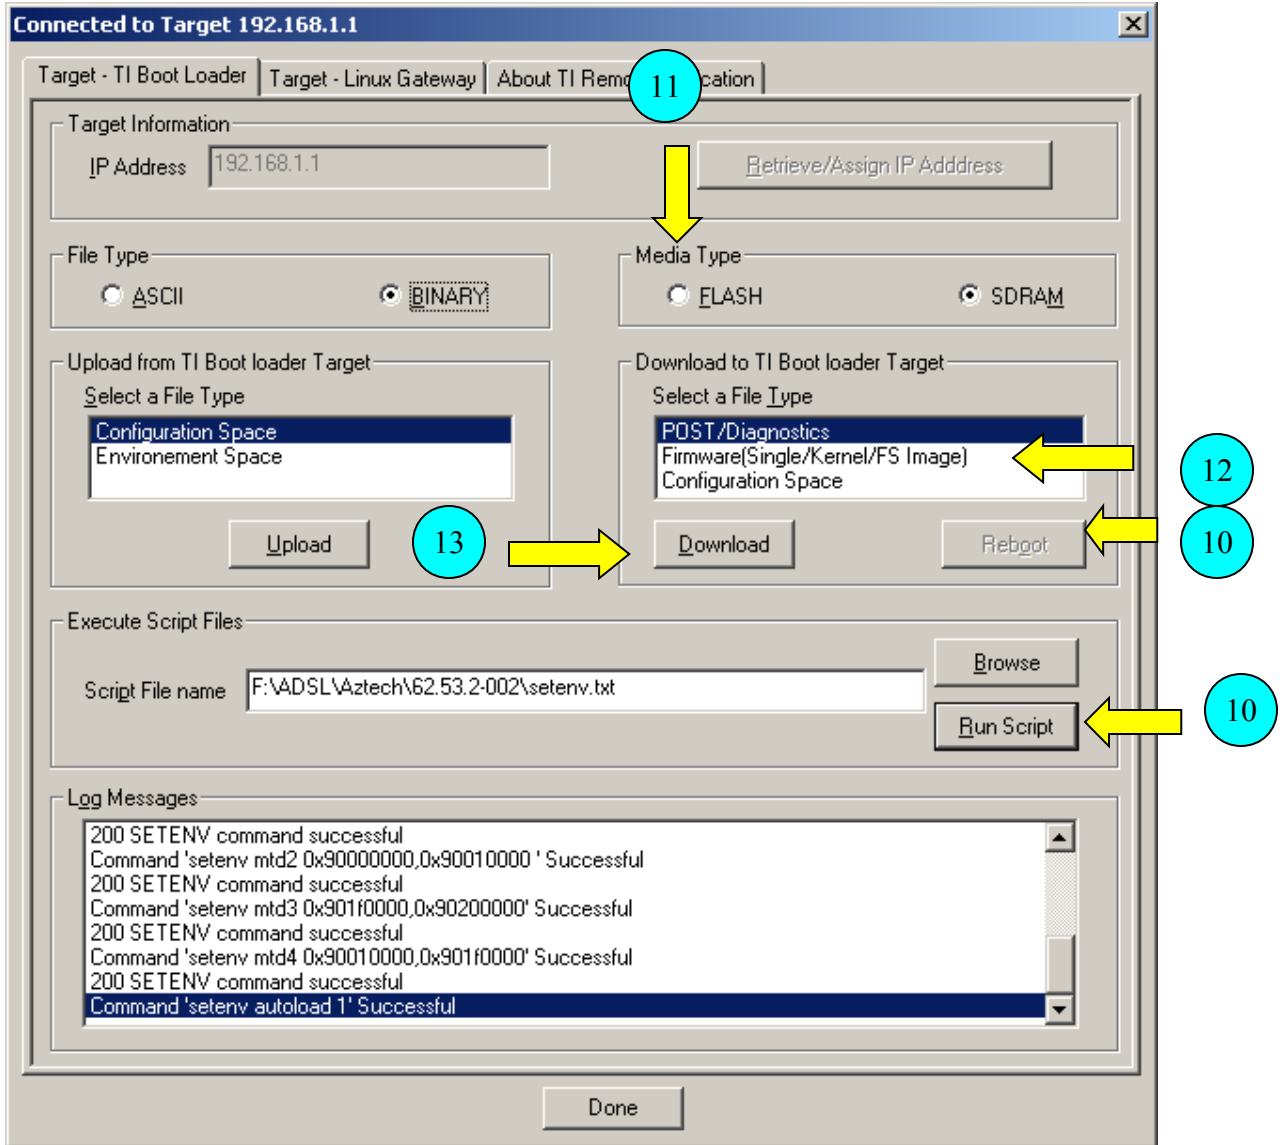 Connected to Target 192.168.1.1
Target - TI Boot Loader
Target - Linux Gateway
About TI Remo cation
11
Target Information
IP Address
192.168.1.1
Retrieve/Assign IP Adddress
File Type
ASCII
BINARY
Media Type
FLASH
SDRAM
Upload from TI Boot loader Target
Select a File Type
Configuration Space
Environement Space
Upload
13
Download to TI Boot loader Target
Select a File Type
POST/Diagnostics
Firmware(Single/Kernel/FS Image)
Configuration Space
12
Download
Reboot
10
Execute Script Files
Script File name
F:\ADSL\Aztech\62.53.2-002\setenv.txt
Browse
Run Script
10
Log Messages
200 SETENV command successful
Command 'setenv mtd2 0x90000000,0x90010000 ' Successful
200 SETENV command successful
Command 'setenv mtd3 0x901f0000,0x90200000' Successful
200 SETENV command successful
Command 'setenv mtd4 0x90010000,0x901f0000' Successful
200 SETENV command successful
Command 'setenv autoload 1' Successful
Done